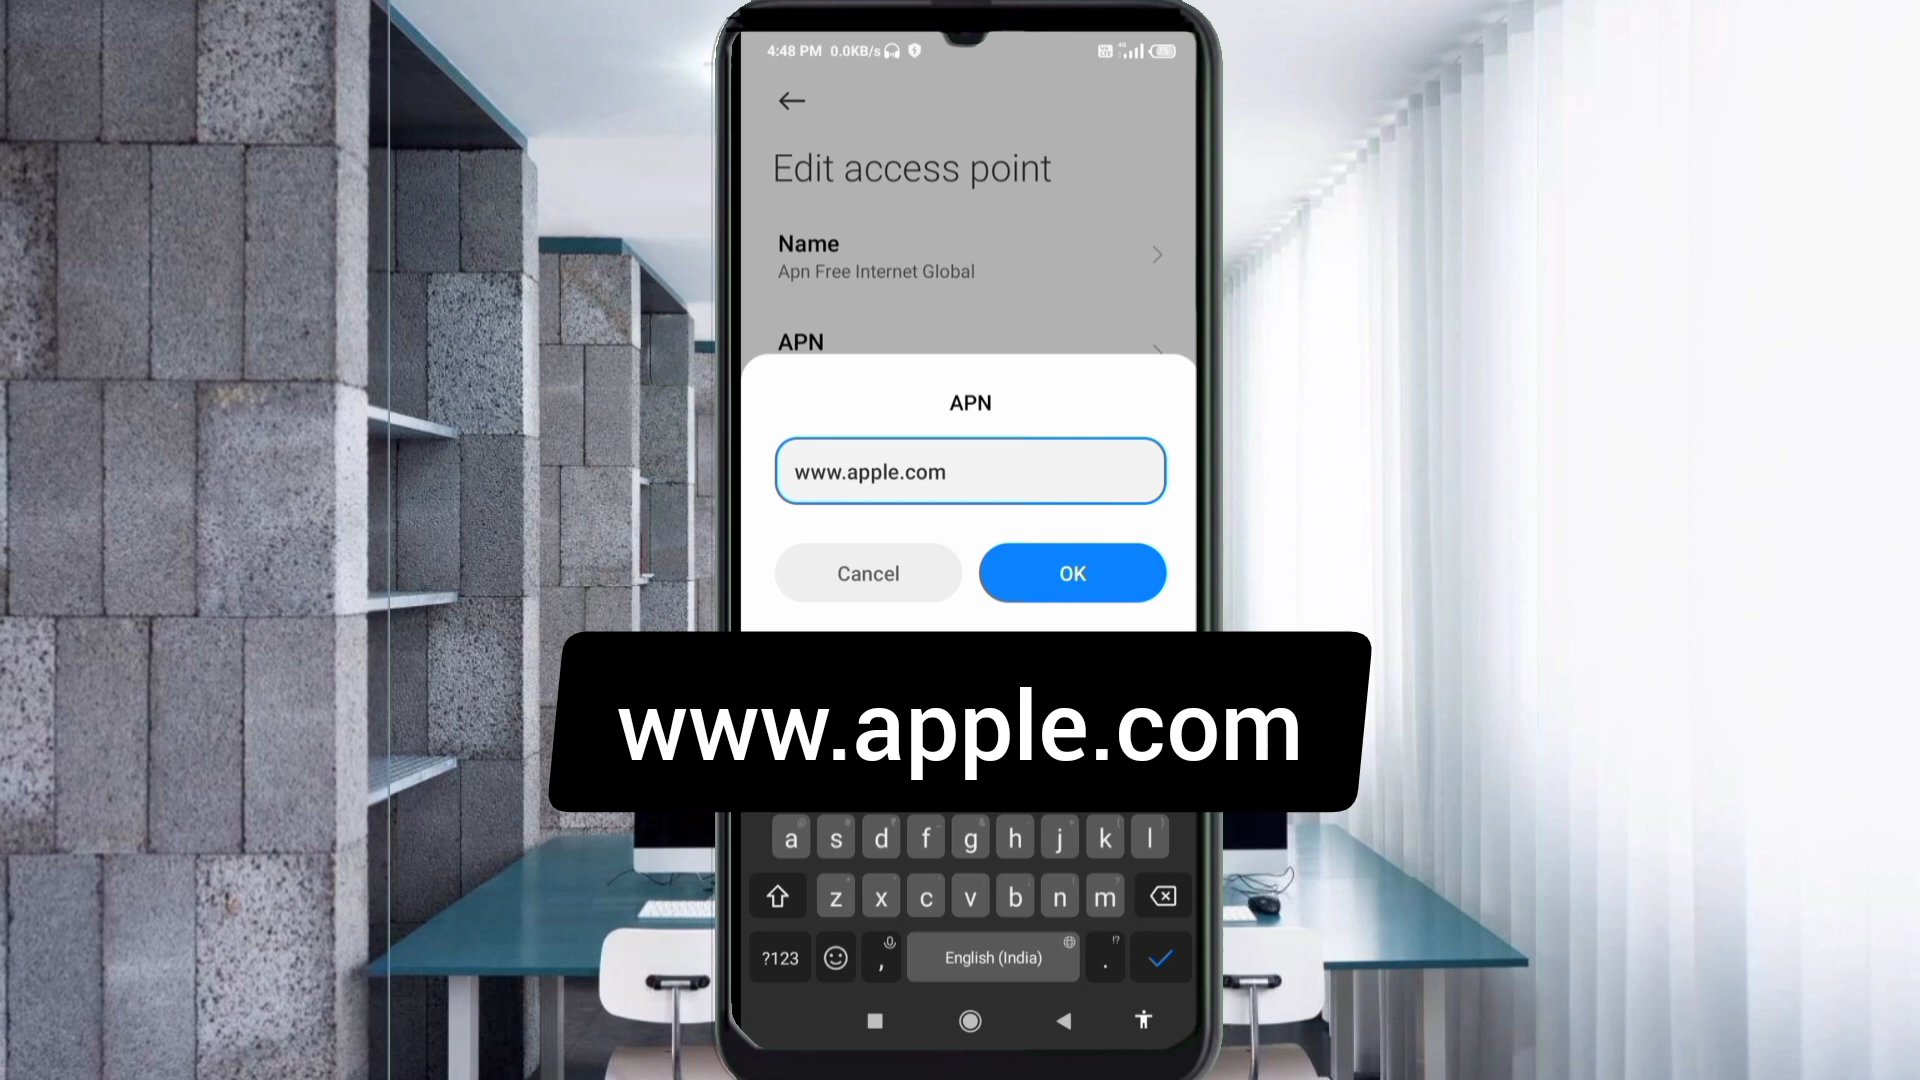 4:48 PM 0.0KB/s
Edit access point
Name
Apn Free Internet Global
APN
APN
www.apple.com
Cancel
OK
www.apple.com
a s d f g h j k l
z x c v b n m
?123 , English (India) . !?